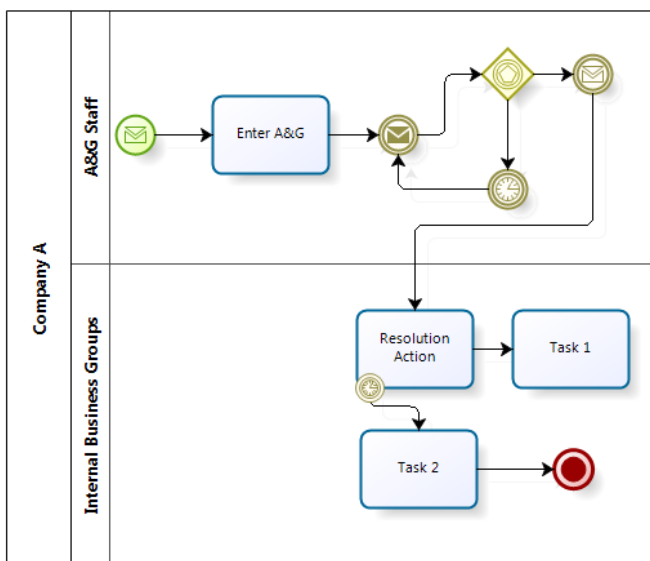 Company A
A&G Staff
Enter A&G
Internal Business Groups
Resolution
Action
Task 1
Task 2